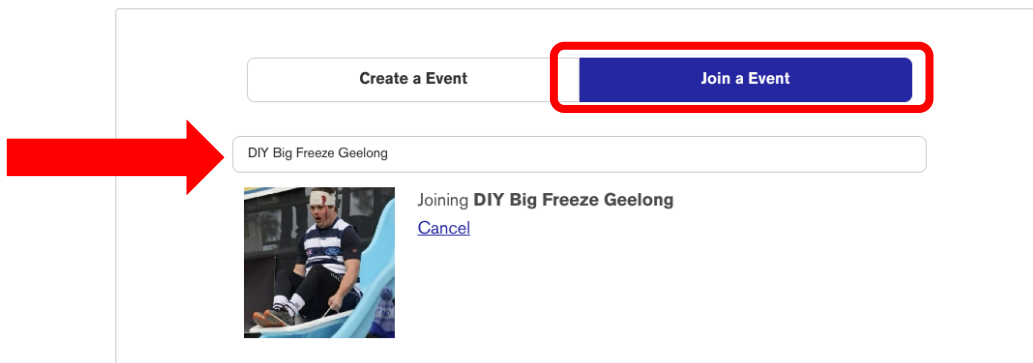 Create a Event
Join a Event
DIY Big Freeze Geelong
Joining DIY Big Freeze Geelong
Cancel